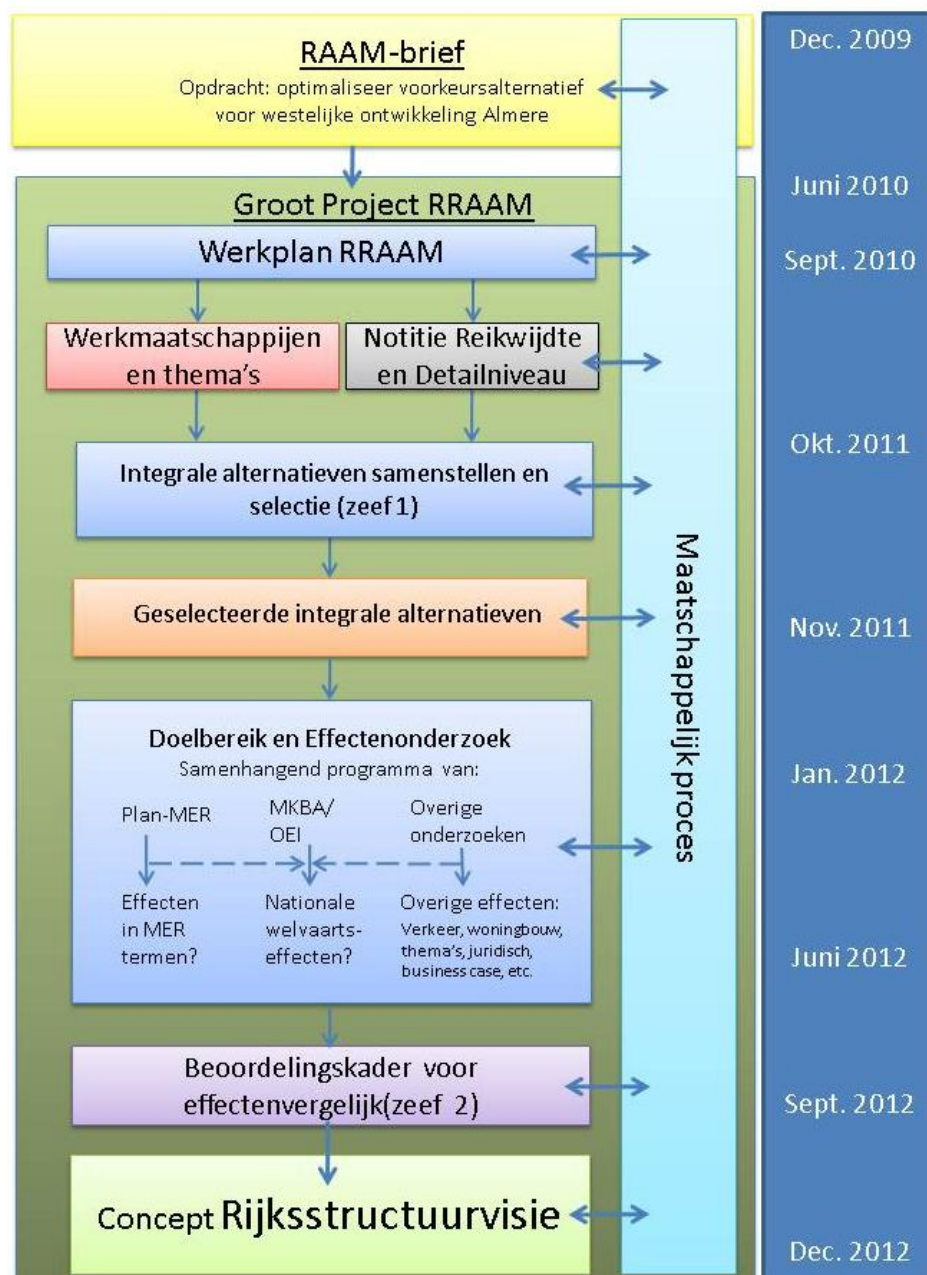 RAAM-brief
Opdracht: optimaliseer voorkeursalternatief
voor westelijke ontwikkeling Almere
Groot Project RRAAM
Werkplan RRAAM
Werkmaatschappijen
en thema's
Notitie Reikwijdte
en Detailniveau
Integrale alternatieven samenstellen en
selectie (zeef 1)
Geselecteerde integrale alternatieven
Doelbereik en Effectenonderzoek
Samenhangend programma van:
Plan-MER
MKBA/
OEI
Overige
onderzoeken
Effecten
in MER
termen?
Nationale
welvaarts-
effecten?
Overige effecten:
Verkeer, woningbouw,
thema's, juridisch,
business case, etc.
Beoordelingskader voor
effectenvergelijk(zeef 2)
Concept Rijksstructuurvisie
Maatschappelijk proces
Dec. 2009
Juni 2010
Sept. 2010
Okt. 2011
Nov. 2011
Jan. 2012
Juni 2012
Sept. 2012
Dec. 2012